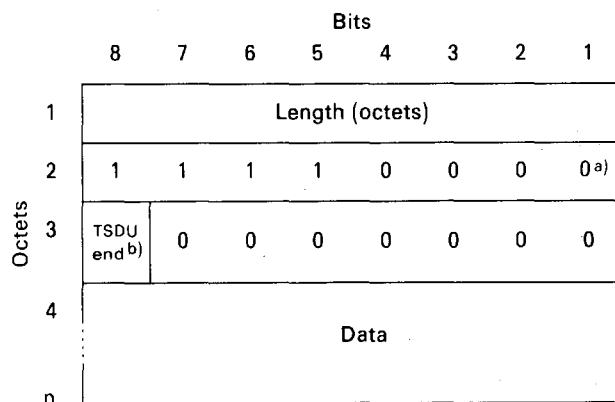 Bits
8 7 6 5 4 3 2 1
1 Length (octets)
2 1 1 1 1 0 0 0 0 a)
Octets
3 TSDU end b) 0 0 0 0 0 0 0
4
Data
n